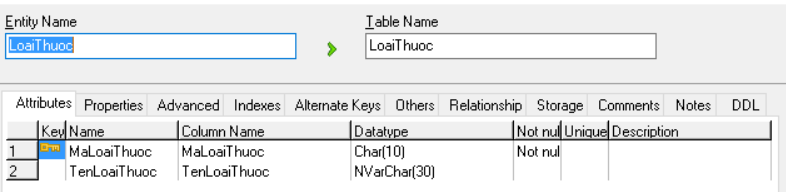 Entity Name Table Name
LoaiThuoc LoaiThuoc
Attributes Properties Advanced Indexes Alternate Keys Others Relationship Storage Comments Notes DDL
Key Name Column Name Datatype Not nul Unique Description
1 MaLoaiThuoc MaLoaiThuoc Char(10) Not nul
2 TenLoaiThuoc TenLoaiThuoc NVarChar(30)